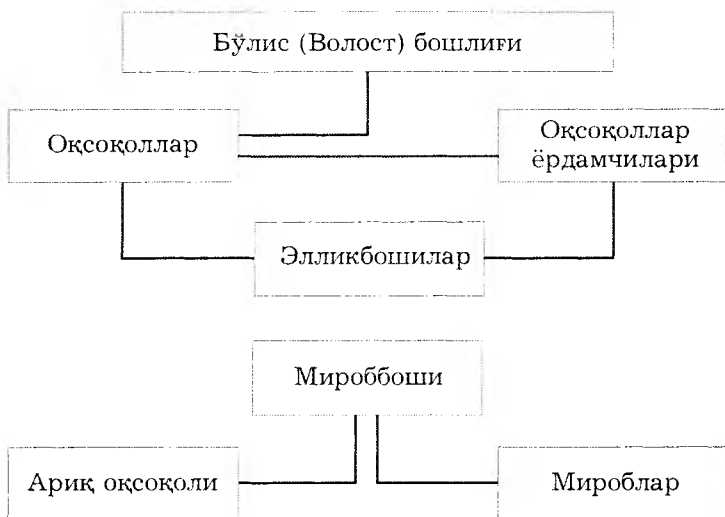 Бўлис (Волост) бошлиғи
Оқсоқоллар
Оқсоқоллар
ёрдамчилари
Элликбошилар
Мироббоши
Ариқ оқсоқоли
Мироблар